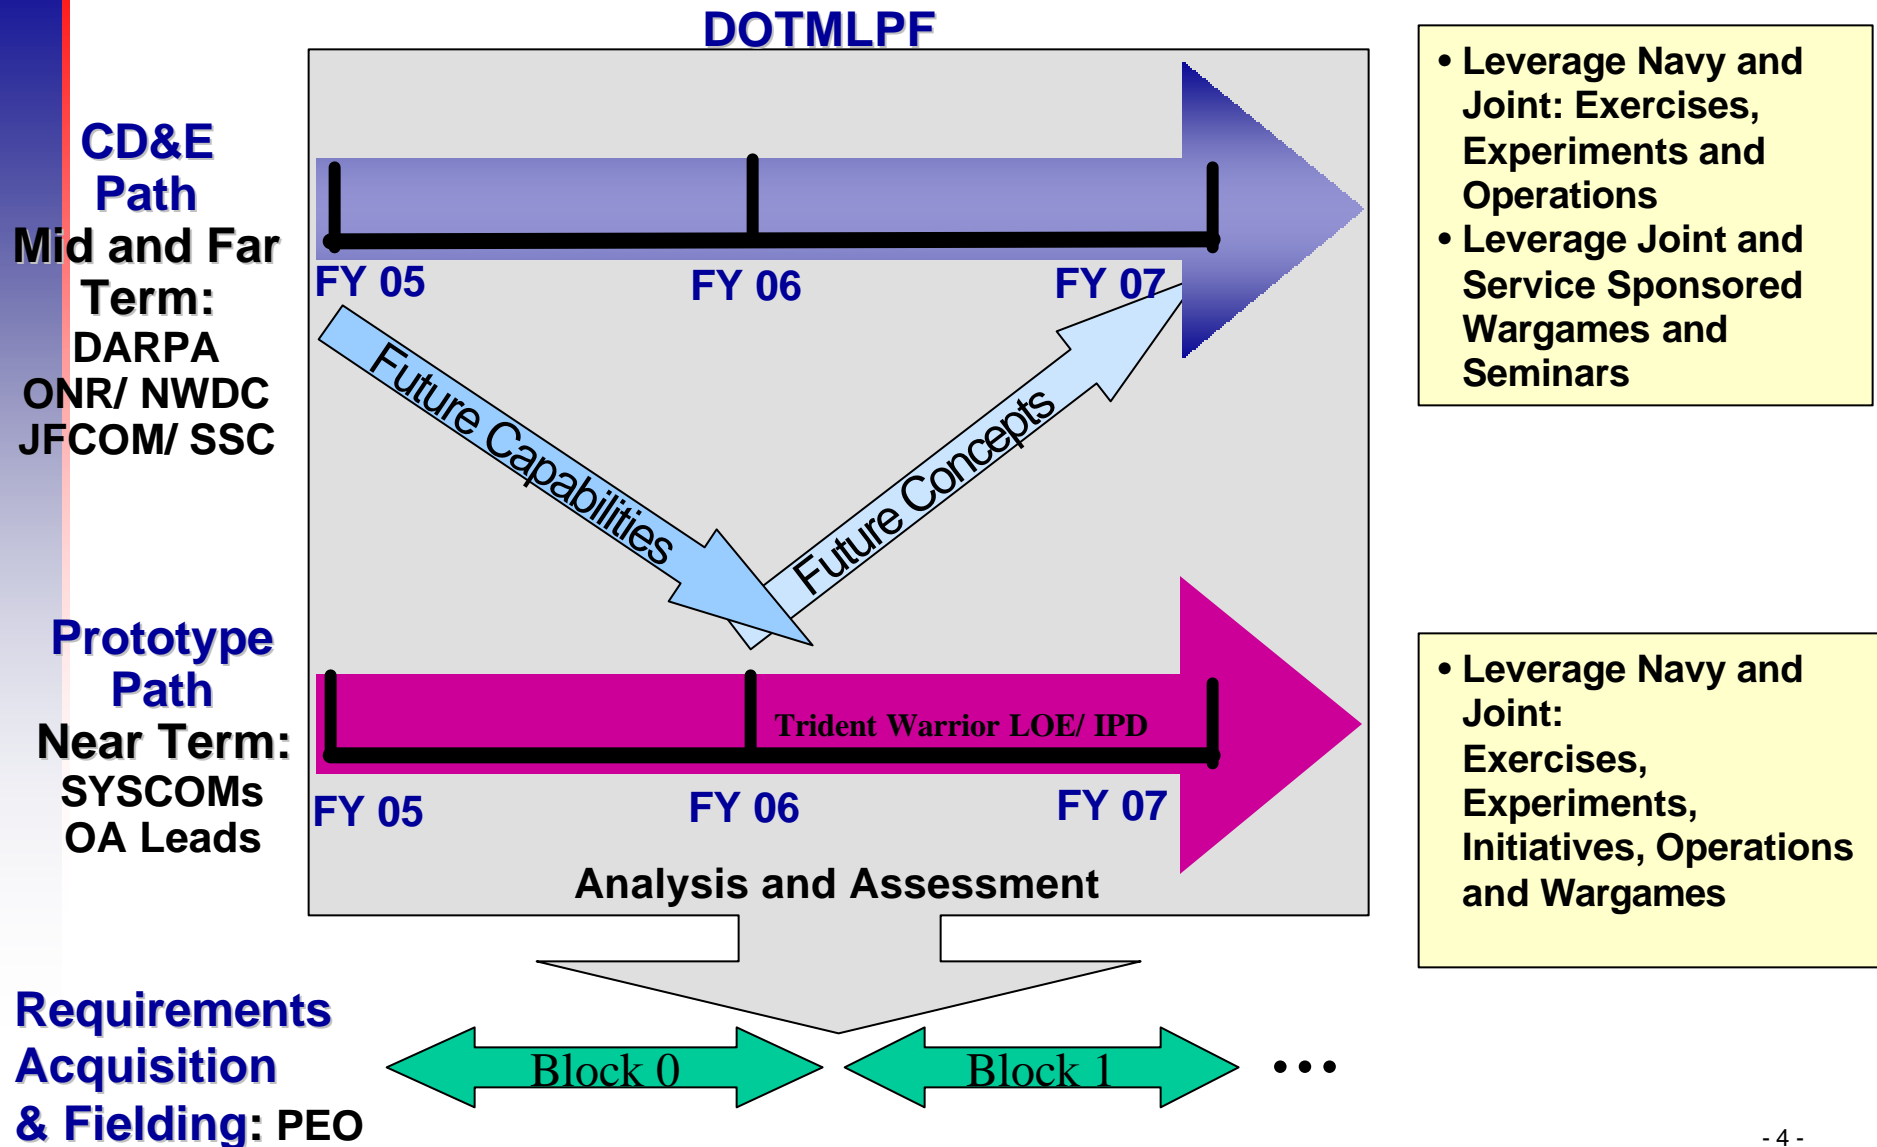 DOTMLPF
CD&E
Path
Mid and Far
Term:
DARPA
ONR/ NWDC
JFCOM/ SSC
FY 05
FY 06
FY 07
• Leverage Navy and
Joint: Exercises,
Experiments and
Operations
• Leverage Joint and
Service Sponsored
Wargames and
Seminars
Future Capabilities
Future Concepts
Prototype
Path
Near Term:
SYSCOMs
OA Leads
Trident Warrior LOE/ IPD
FY 05
FY 06
FY 07
Analysis and Assessment
• Leverage Navy and
Joint:
Exercises,
Experiments,
Initiatives, Operations
and Wargames
Requirements
Acquisition
& Fielding: PEO
Block 0
Block 1
•••
- 4 -